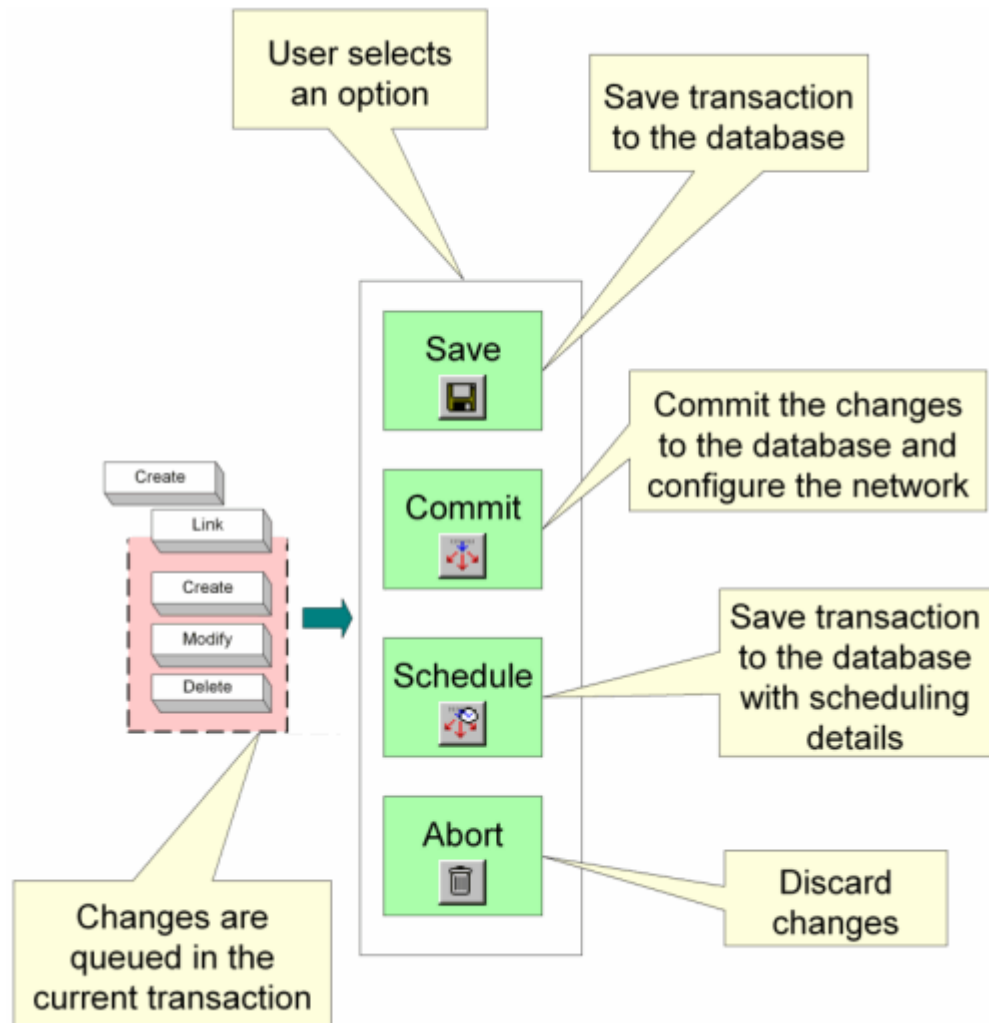 User selects
an option
Save transaction
to the database
Save
Commit the changes
to the database and
configure the network
Create
Link
Create
Modify
Delete
Commit
Schedule
Save transaction
to the database
with scheduling
details
Abort
Discard
changes
Changes are
queued in the
current transaction